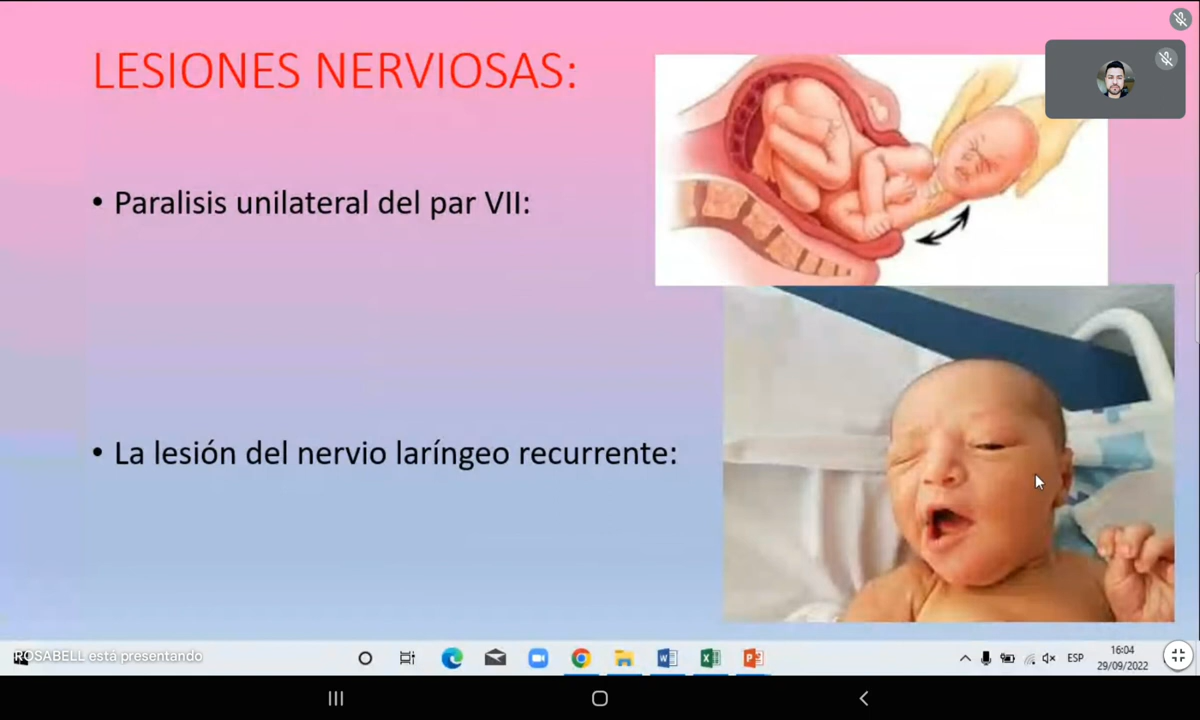 LESIONES NERVIOSAS:
• Paralisis unilateral del par VII:
• La lesión del nervio laríngeo recurrente:
ROSABELL está presentando
ESP
16:04
29/09/2022